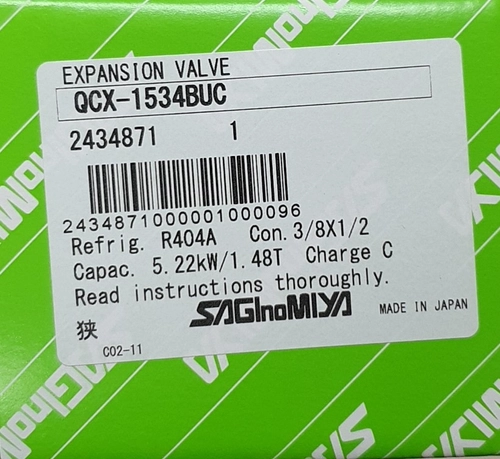 EXPANSION VALVE
QCX-1534BUC
2434871 1
2434871000001000096
Refrig. R404A Con. 3/8X1/2
Capac. 5.22kW/1.48T Charge C
Read instructions thoroughly.
SAGInoMIYA MADE IN JAPAN
狭
C02-11